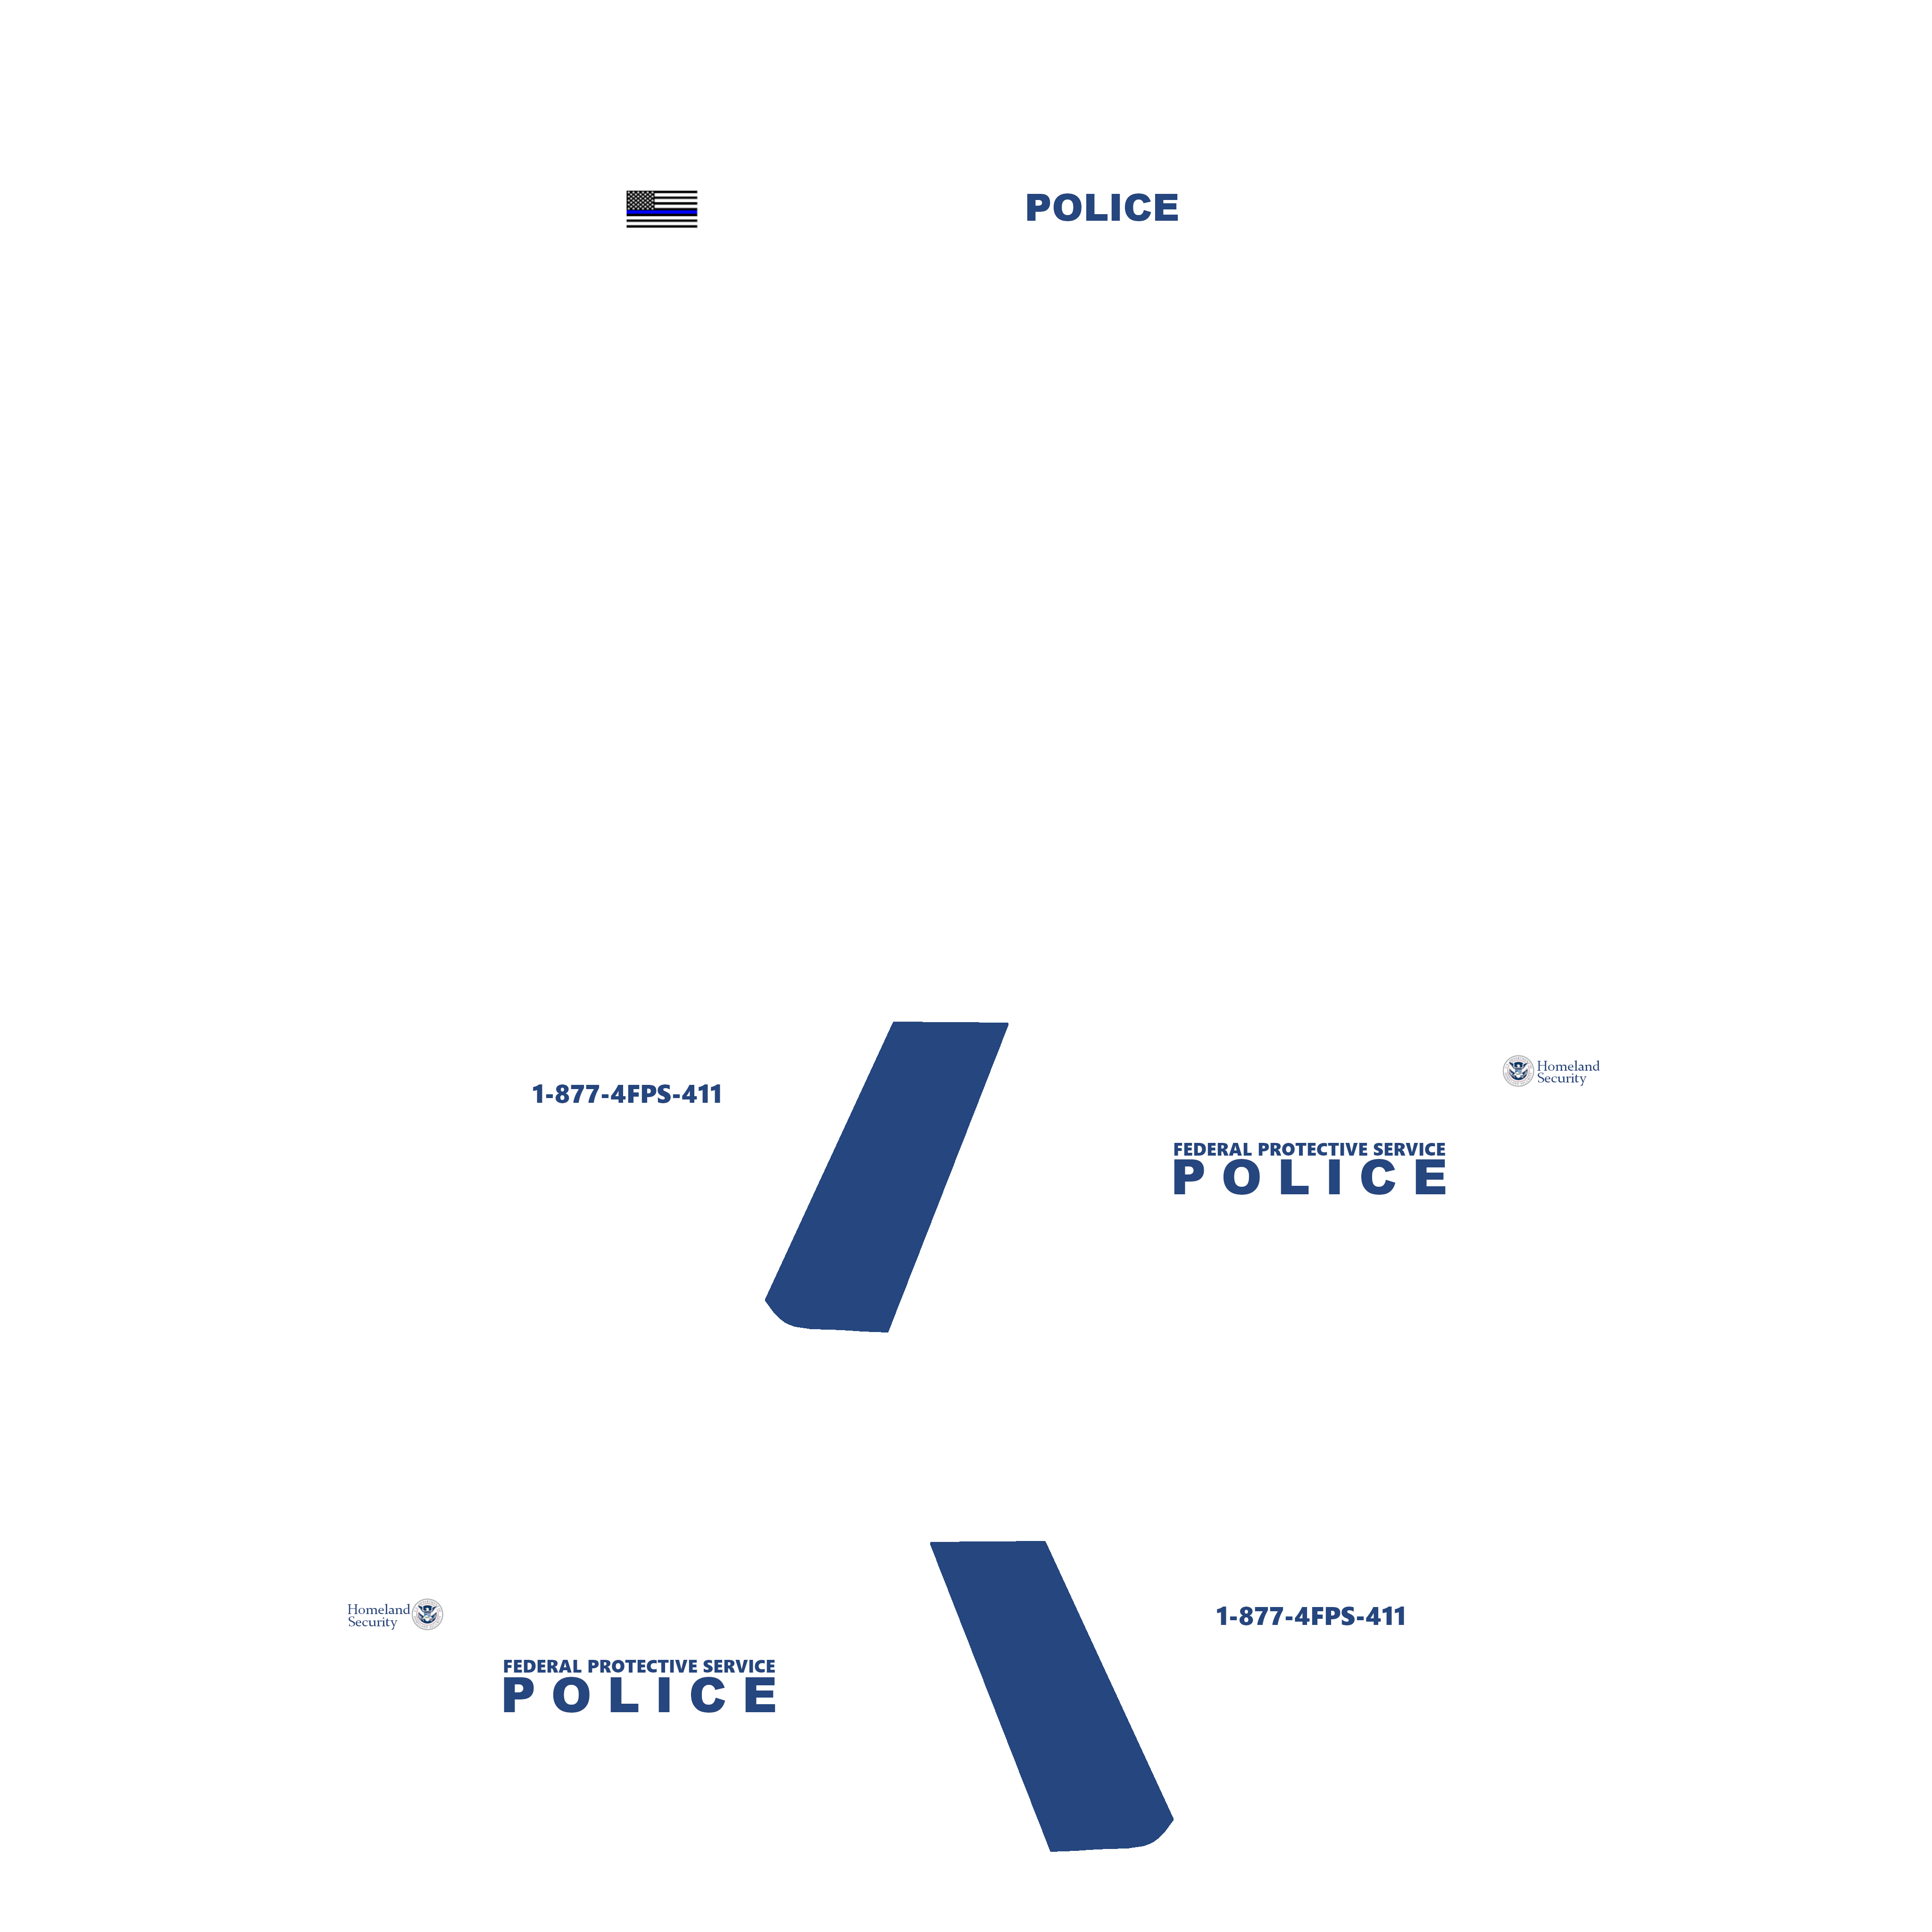 POLICE
1-877-4FPS-411
Homeland
Security
FEDERAL PROTECTIVE SERVICE
POLICE
Homeland
Security
1-877-4FPS-411
FEDERAL PROTECTIVE SERVICE
POLICE